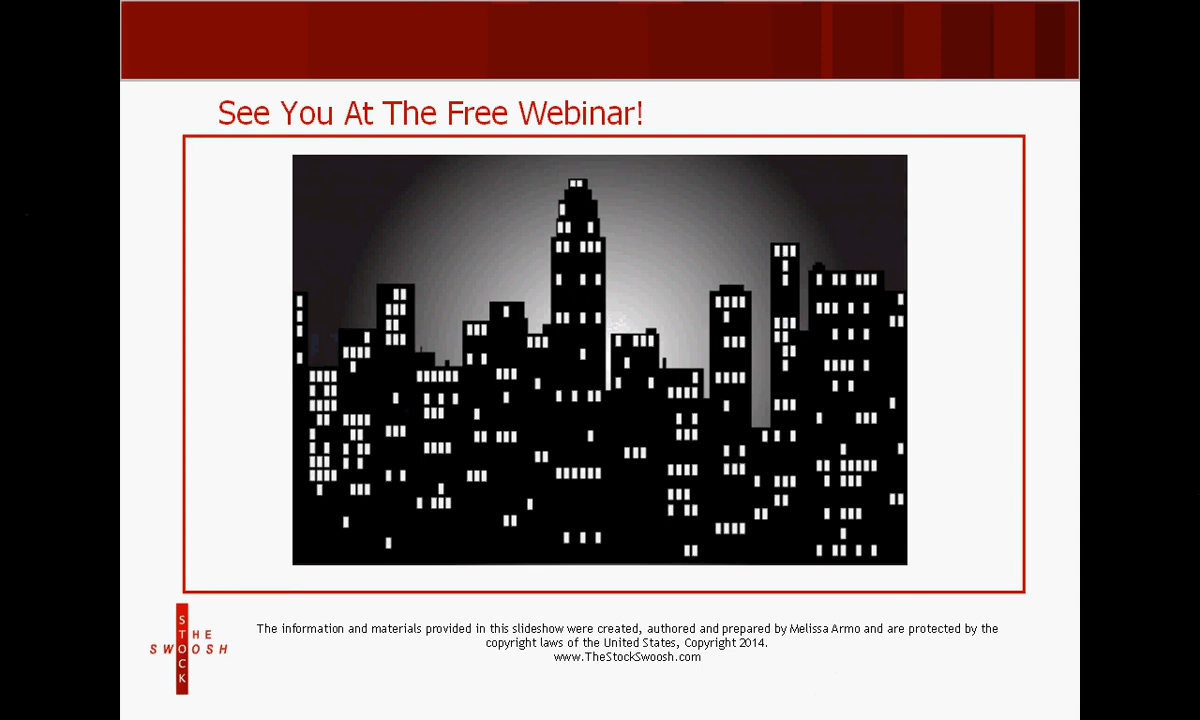 See You At The Free Webinar!
THE
STOCK
SWOOSH
The information and materials provided in this slideshow were created, authored and prepared by Melissa Armo and are protected by the
copyright laws of the United States, Copyright 2014.
www.TheStockSwoosh.com